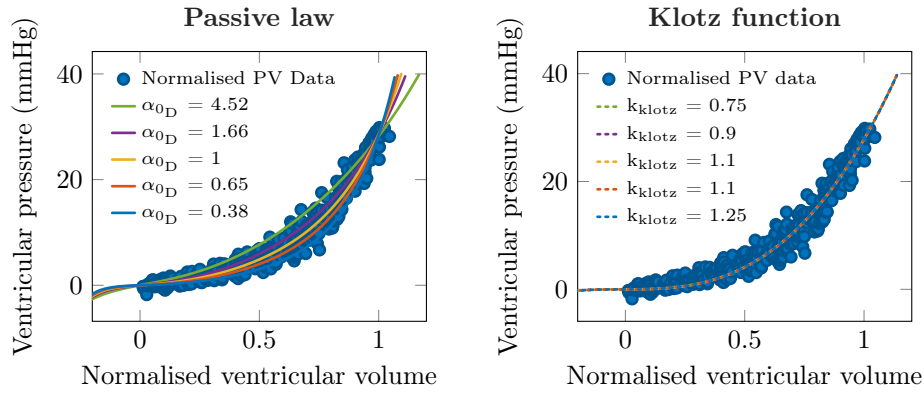 Passive law
Ventricular pressure (mmHg)
40
20
0
Normalised PV Data
α0D = 4.52
α0D = 1.66
α0D = 1
α0D = 0.65
α0D = 0.38
0 0.5 1
Normalised ventricular volume
Klotz function
Ventricular pressure (mmHg)
40
20
0
Normalised PV data
kklotz = 0.75
kklotz = 0.9
kklotz = 1.1
kklotz = 1.1
kklotz = 1.25
0 0.5 1
Normalised ventricular volume